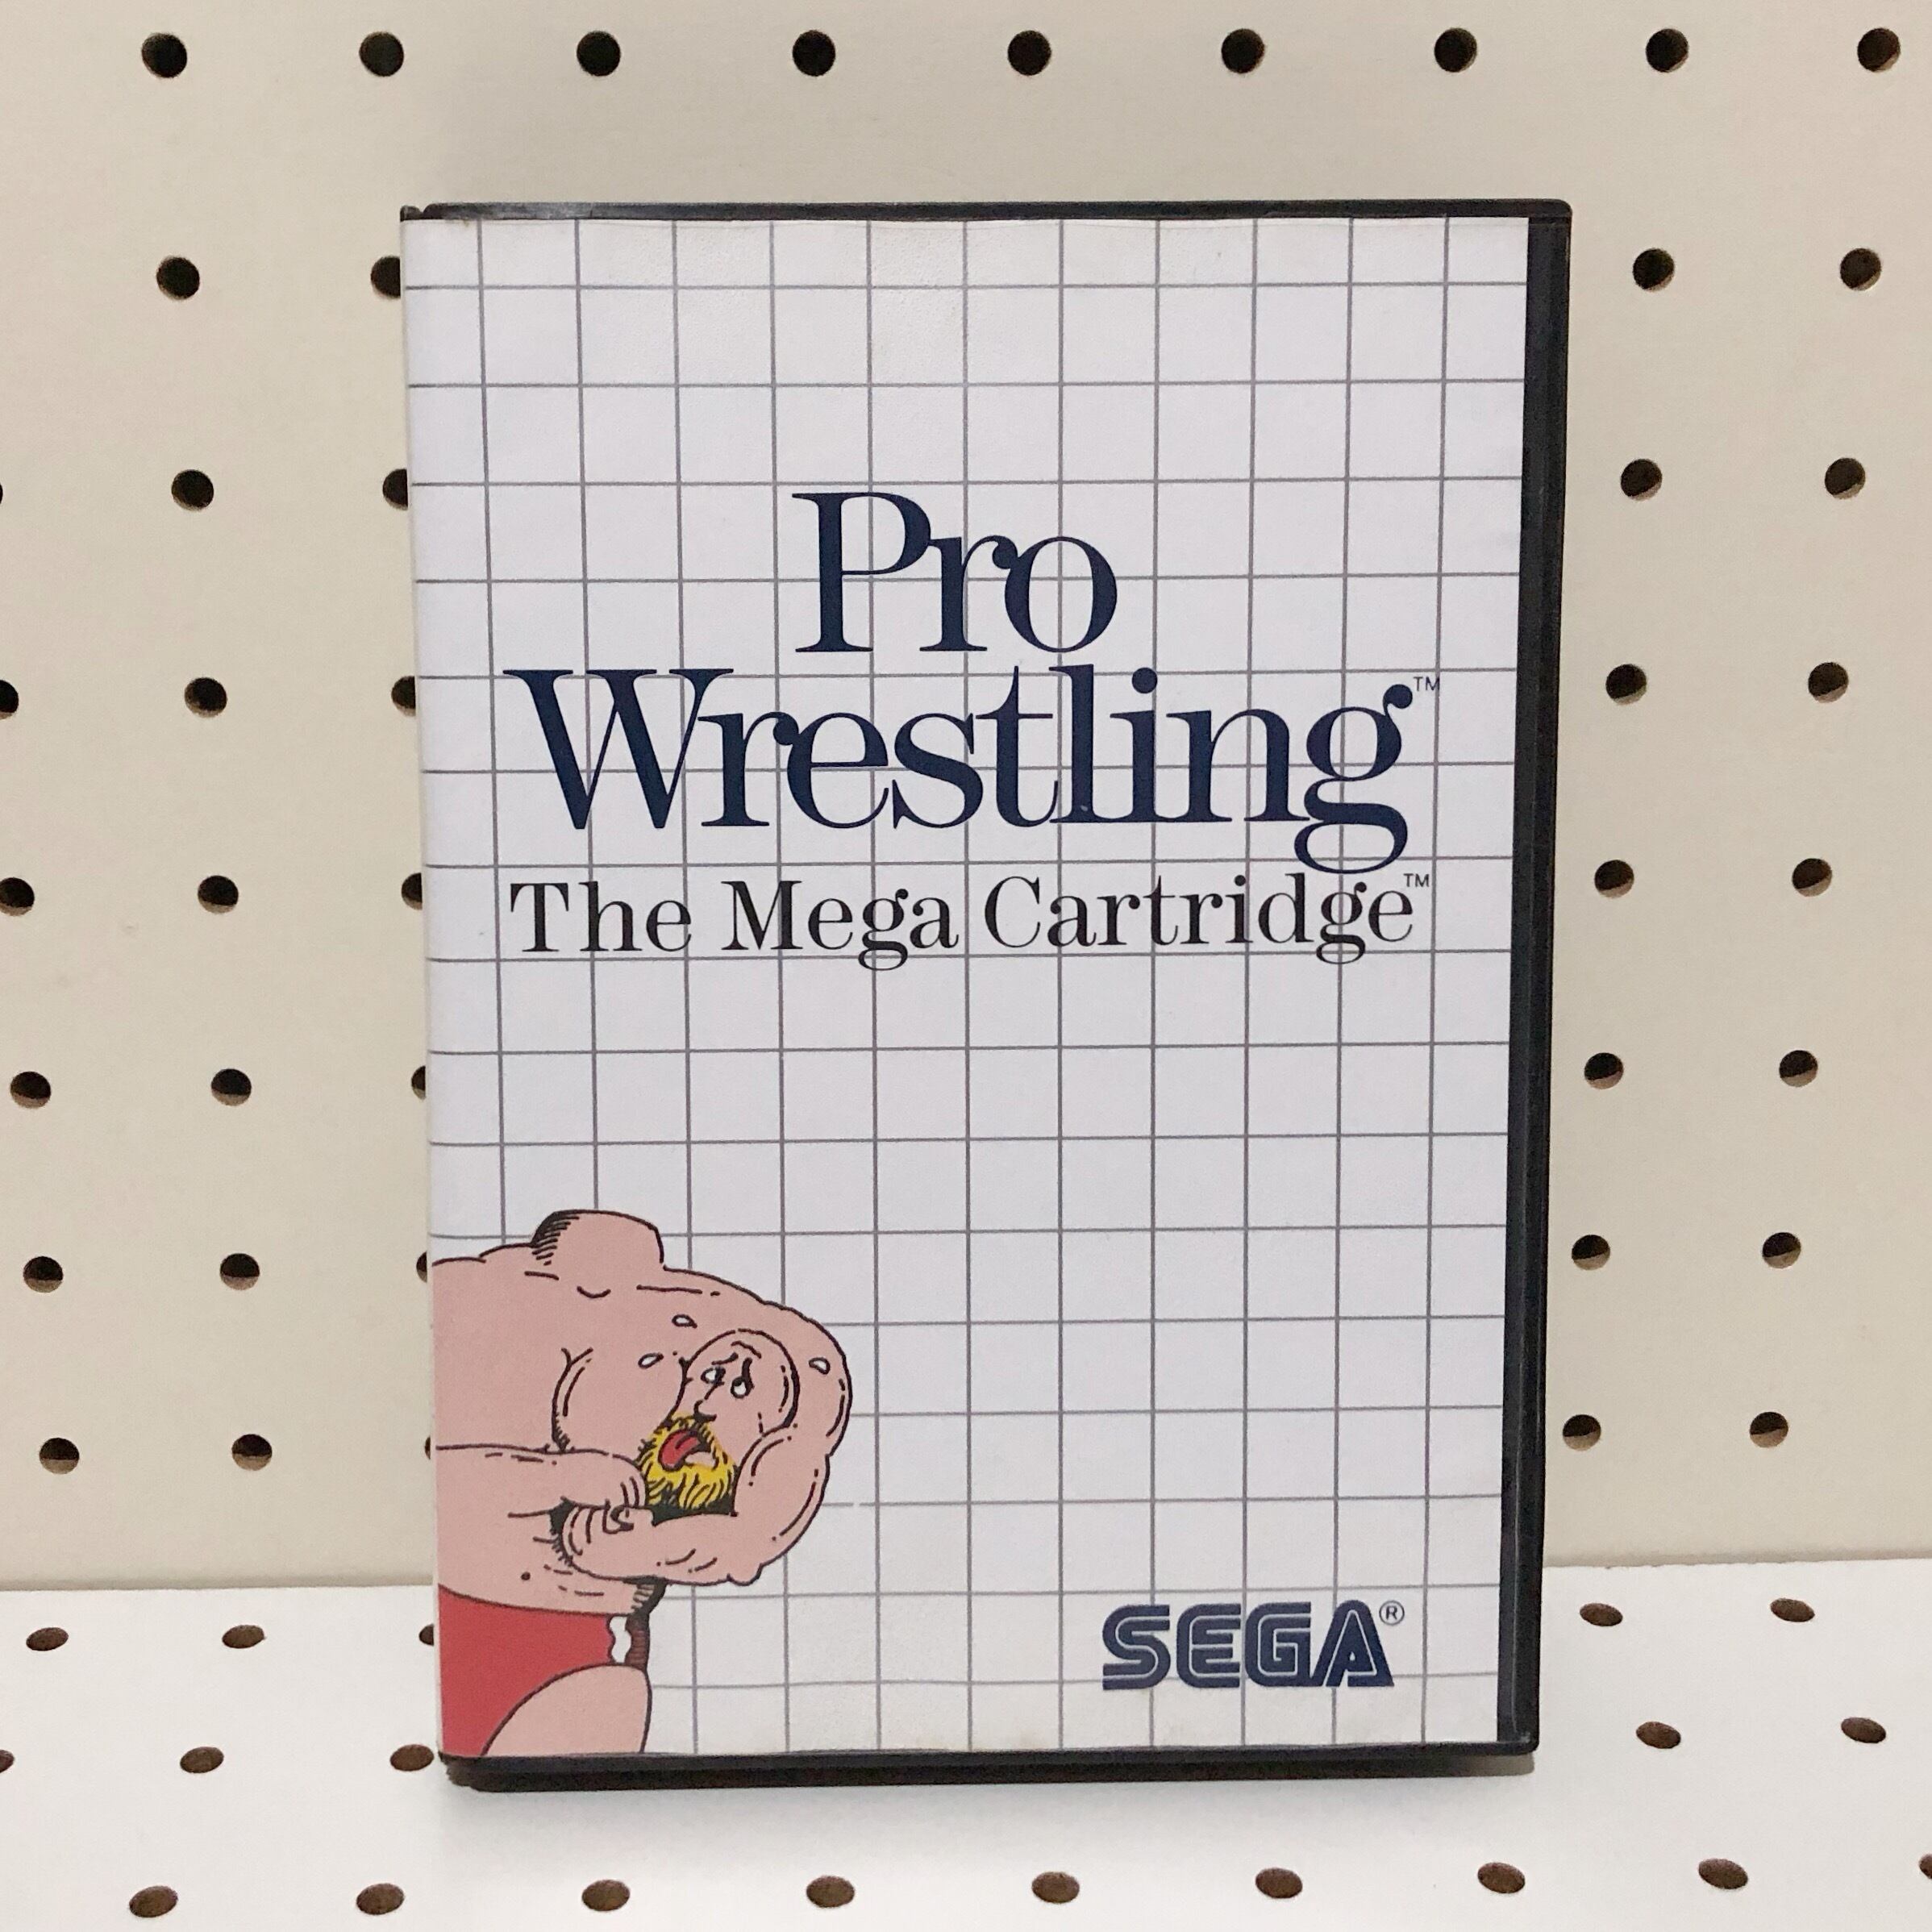 Pro
Wrestling™
The Mega Cartridge™
SEGA®